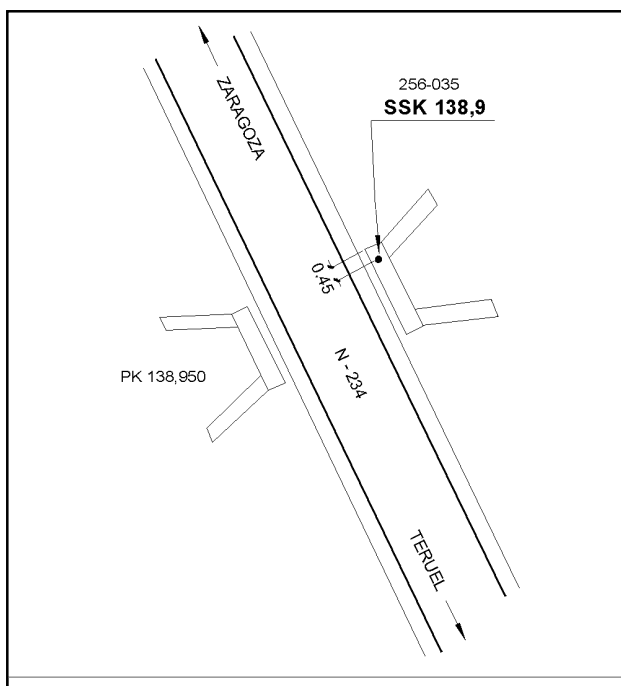 256-035
SSK 138,9
ZARAGOZA
0.45
N - 234
PK 138,950
TERUEL